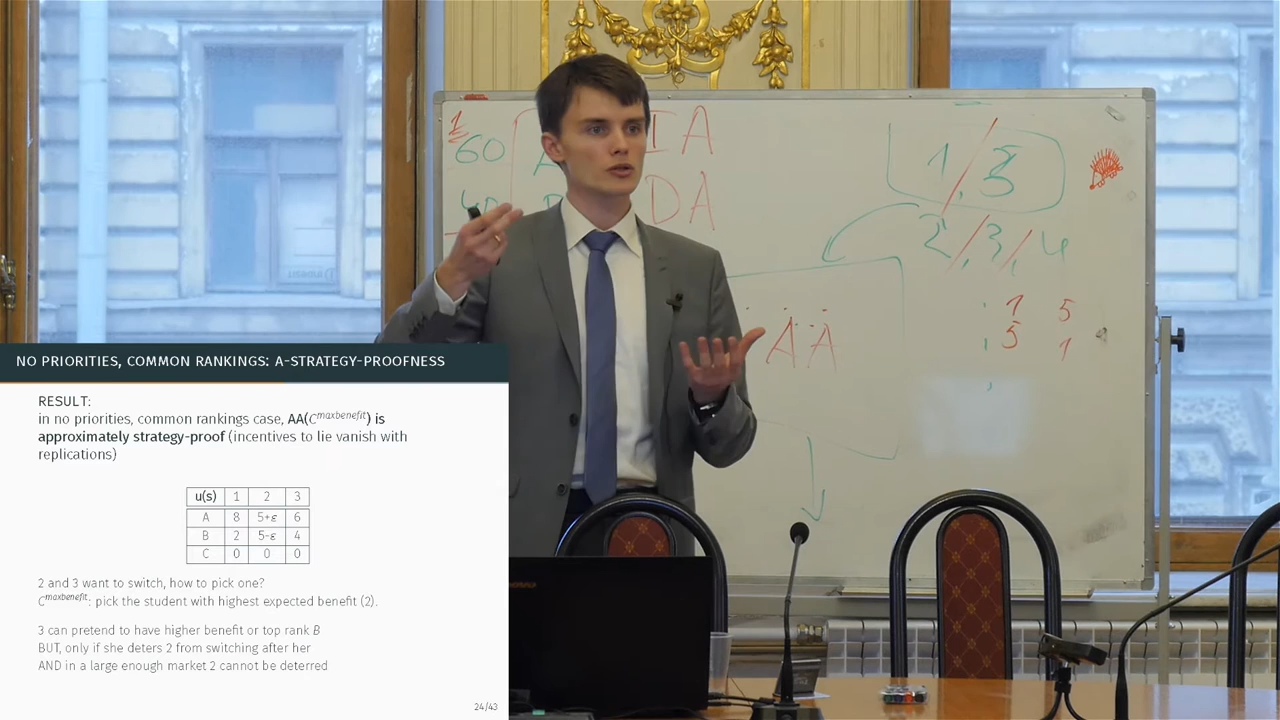 NO PRIORITIES, COMMON RANKINGS: A-STRATEGY-PROOFNESS
RESULT:
in no priorities, common rankings case, AA(C^maxbenefit) is
approximately strategy-proof (incentives to lie vanish with
replications)
u(s) 1 2 3
A 8 5+ε 6
B 2 5-ε 4
C 0 0 0
2 and 3 want to switch, how to pick one?
C^maxbenefit: pick the student with highest expected benefit (2).
3 can pretend to have higher benefit or top rank B
BUT, only if she deters 2 from switching after her
AND in a large enough market 2 cannot be deterred
24/43
1
60
IA
DA
1/, 5
2/, 3/, 4
1 5
5 1
AA